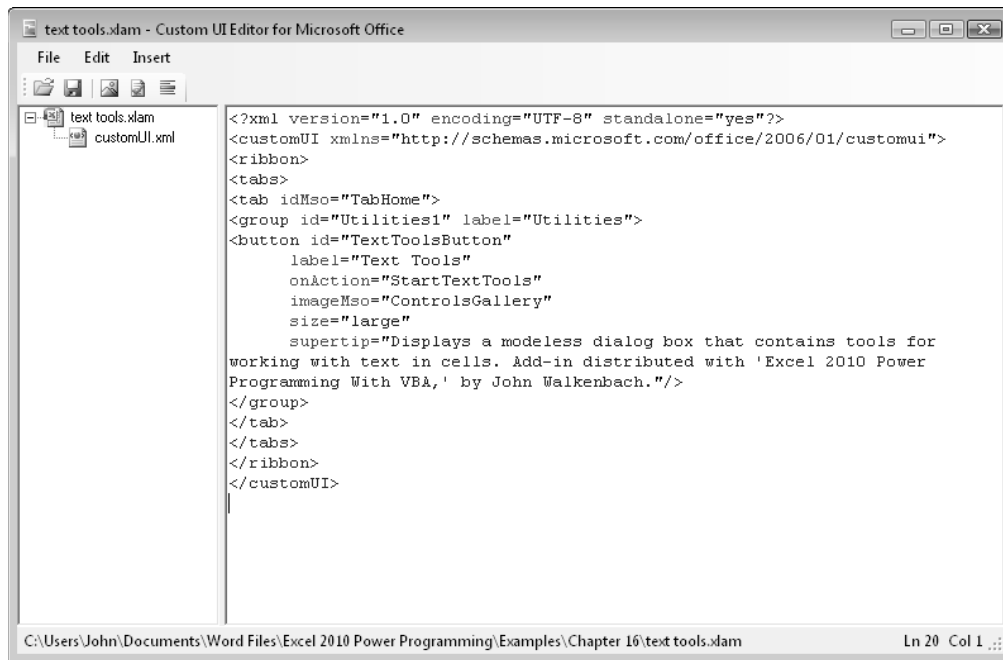 text tools.xlam - Custom UI Editor for Microsoft Office
File Edit Insert
text tools.xlam
customUI.xml
<?xml version="1.0" encoding="UTF-8" standalone="yes"?>
<customUI xmlns="http://schemas.microsoft.com/office/2006/01/customui">
<ribbon>
<tabs>
<tab idMso="TabHome">
<group id="Utilities1" label="Utilities">
<button id="TextToolsButton"
label="Text Tools"
onAction="StartTextTools"
imageMso="ControlsGallery"
size="large"
supertip="Displays a modeless dialog box that contains tools for
working with text in cells. Add-in distributed with 'Excel 2010 Power
Programming With VBA,' by John Walkenbach."/>
</group>
</tab>
</tabs>
</ribbon>
</customUI>
C:\Users\John\Documents\Word Files\Excel 2010 Power Programming\Examples\Chapter 16\text tools.xlam Ln 20 Col 1